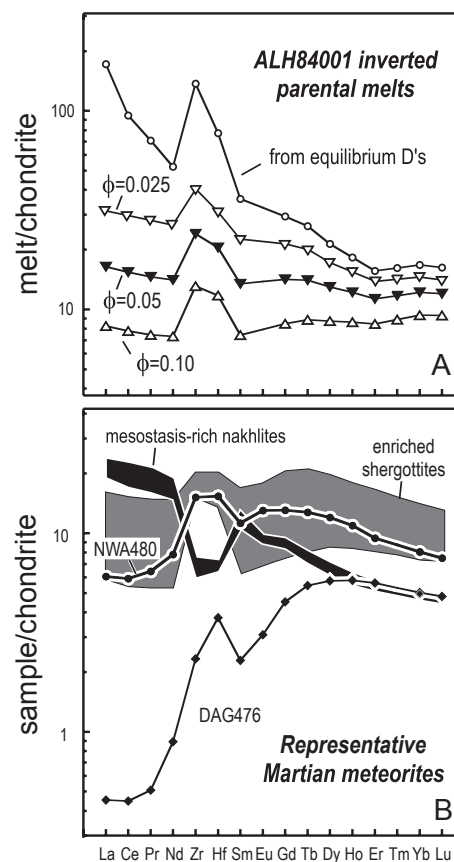 ALH84001 inverted
parental melts
100
from equilibrium D's
ϕ=0.025
melt/chondrite
ϕ=0.05
10
ϕ=0.10
A
mesostasis-rich nakhlites
enriched
shergottites
10
NWA480
sample/chondrite
DAG476
1
Representative
Martian meteorites
B
La Ce Pr Nd Zr Hf Sm Eu Gd Tb Dy Ho Er Tm Yb Lu